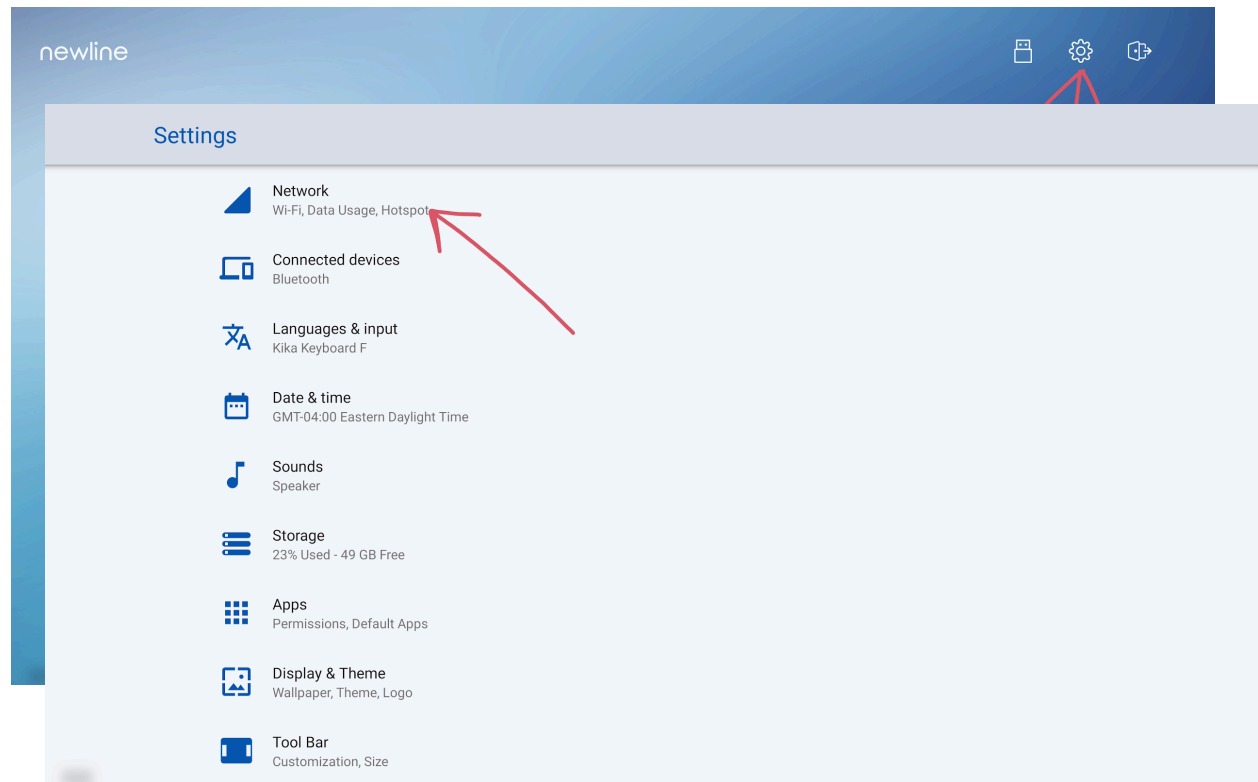 newline
Settings
Network
Wi-Fi, Data Usage, Hotspot
Connected devices
Bluetooth
Languages & input
Kika Keyboard F
Date & time
GMT-04:00 Eastern Daylight Time
Sounds
Speaker
Storage
23% Used - 49 GB Free
Apps
Permissions, Default Apps
Display & Theme
Wallpaper, Theme, Logo
Tool Bar
Customization, Size